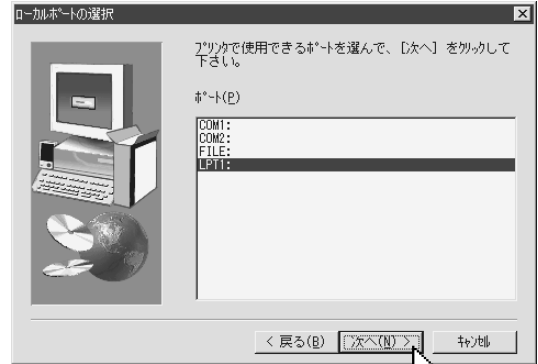 ローカルポートの選択
プリンタで使用できるポートを選んで、[次へ] をクリックして
下さい。
ポート(P)
COM1:
COM2:
FILE:
LPT1:
< 戻る(B)
次へ(N) >
キャンセル